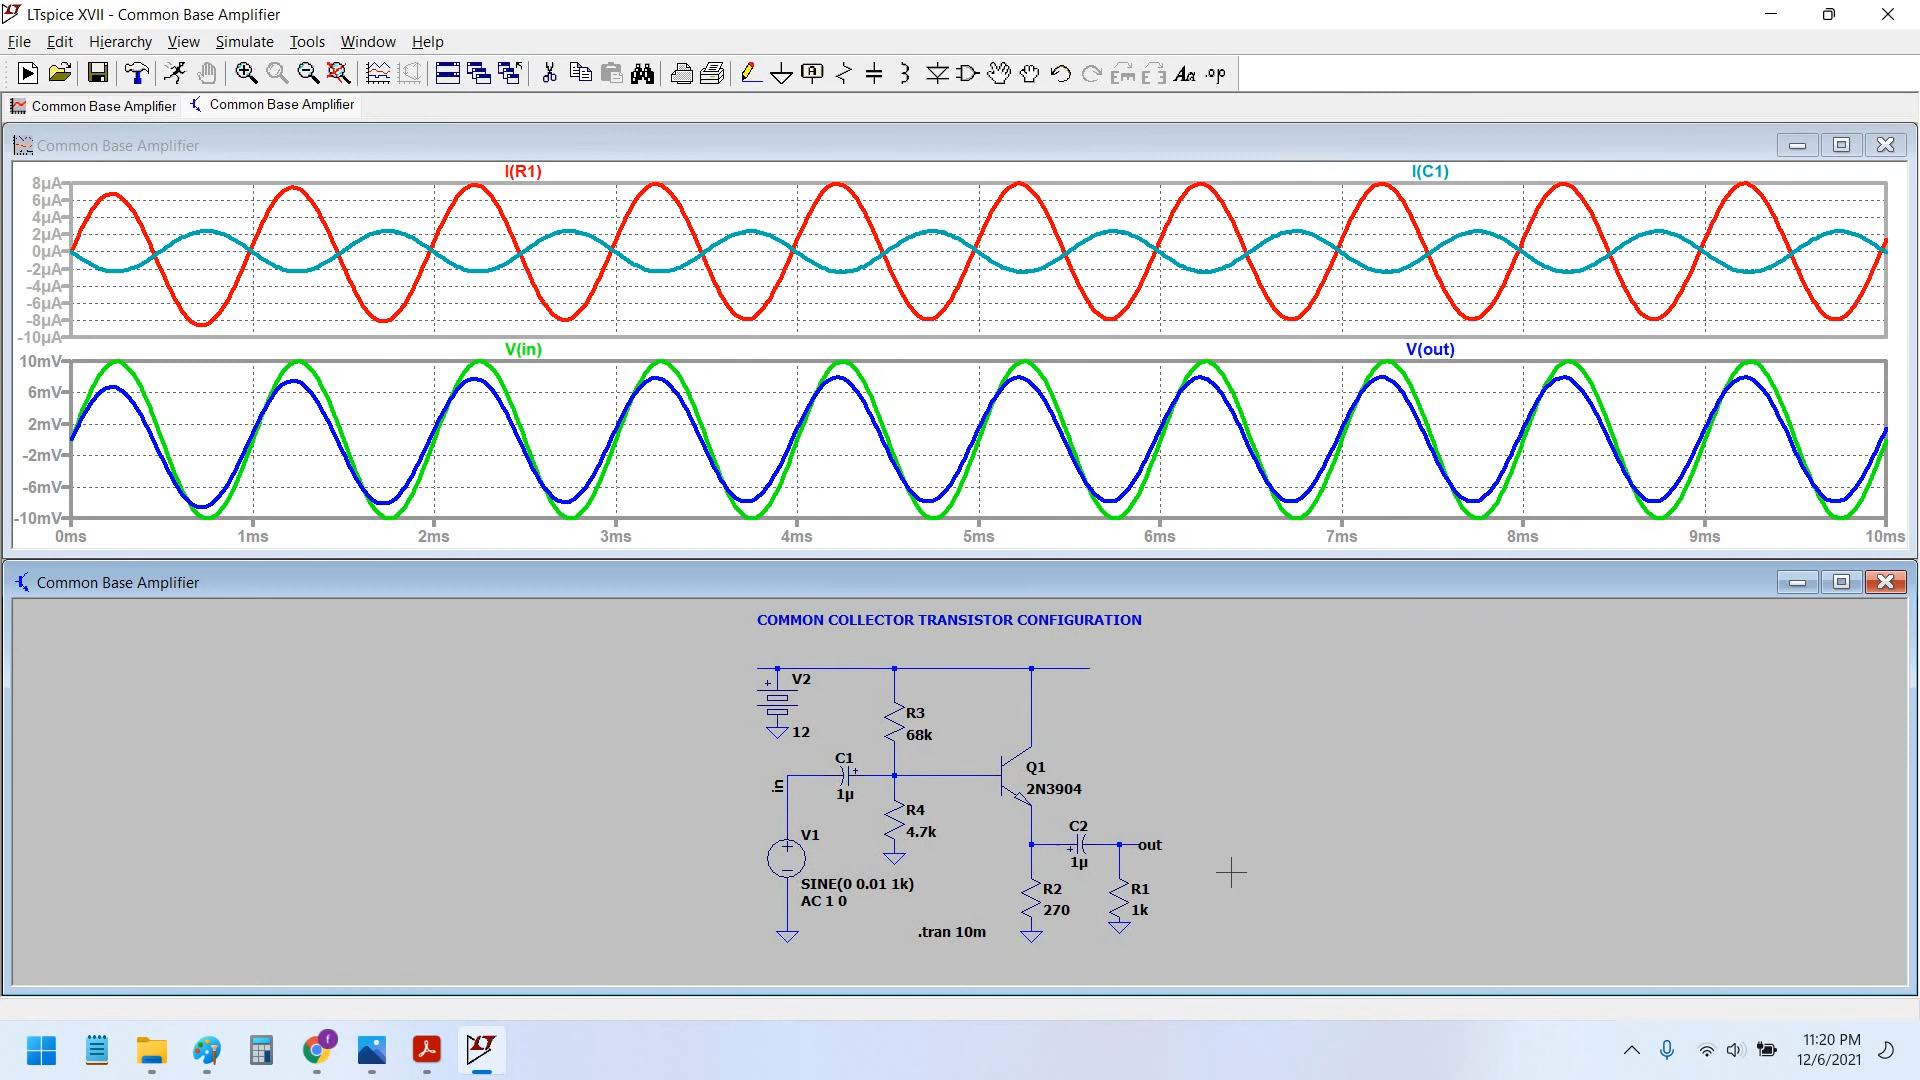 LTspice XVII - Common Base Amplifier
File Edit Hierarchy View Simulate Tools Window Help
Aa .op
Common Base Amplifier Common Base Amplifier
Common Base Amplifier
I(R1) I(C1)
8µA
6µA
4µA
2µA
0µA
-2µA
-4µA
-6µA
-8µA
-10µA
V(in) V(out)
10mV
6mV
2mV
-2mV
-6mV
-10mV
0ms 1ms 2ms 3ms 4ms 5ms 6ms 7ms 8ms 9ms 10ms
Common Base Amplifier
COMMON COLLECTOR TRANSISTOR CONFIGURATION
V2
12
R3
68k
C1
1µ
in
Q1
2N3904
R4
4.7k
V1
SINE(0 0.01 1k)
AC 1 0
C2
1µ
out
R2
270
R1
1k
.tran 10m
11:20 PM
12/6/2021